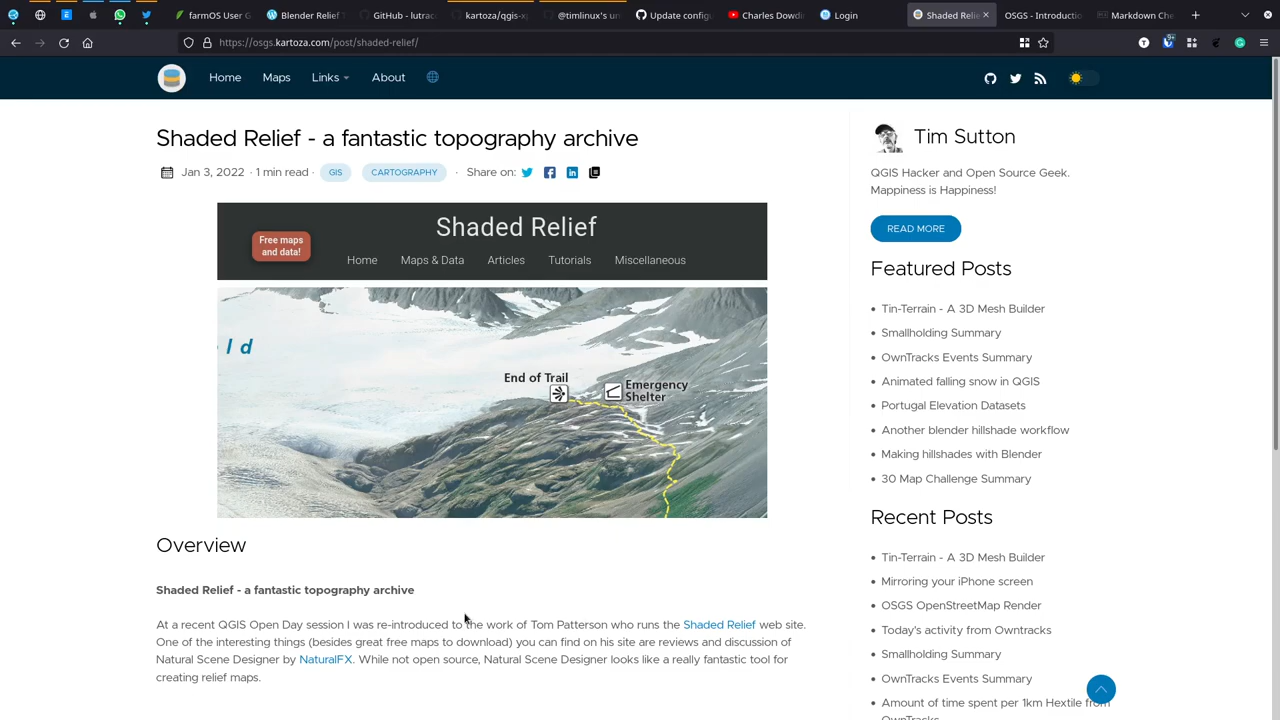 farmOS User G
Blender Relief
GitHub - lutrac
kartoza/qgis-x
@timlinux's un
Update config
Charles Dowdi
Login
Shaded Relie
OSGS - Introductio
Markdown Che
https://osgs.kartoza.com/post/shaded-relief/
Home
Maps
Links
About
Shaded Relief - a fantastic topography archive
Jan 3, 2022 · 1 min read · GIS CARTOGRAPHY · Share on:
Shaded Relief
Free maps
and data!
Home Maps & Data Articles Tutorials Miscellaneous
l d
End of Trail
Emergency
Shelter
Overview
Shaded Relief - a fantastic topography archive
At a recent QGIS Open Day session I was re-introduced to the work of Tom Patterson who runs the Shaded Relief web site.
One of the interesting things (besides great free maps to download) you can find on his site are reviews and discussion of
Natural Scene Designer by NaturalFX. While not open source, Natural Scene Designer looks like a really fantastic tool for
creating relief maps.
Tim Sutton
QGIS Hacker and Open Source Geek.
Mappiness is Happiness!
READ MORE
Featured Posts
Tin-Terrain - A 3D Mesh Builder
Smallholding Summary
OwnTracks Events Summary
Animated falling snow in QGIS
Portugal Elevation Datasets
Another blender hillshade workflow
Making hillshades with Blender
30 Map Challenge Summary
Recent Posts
Tin-Terrain - A 3D Mesh Builder
Mirroring your iPhone screen
OSGS OpenStreetMap Render
Today's activity from Owntracks
Smallholding Summary
OwnTracks Events Summary
Amount of time spent per 1km Hextile from
OwnTracks